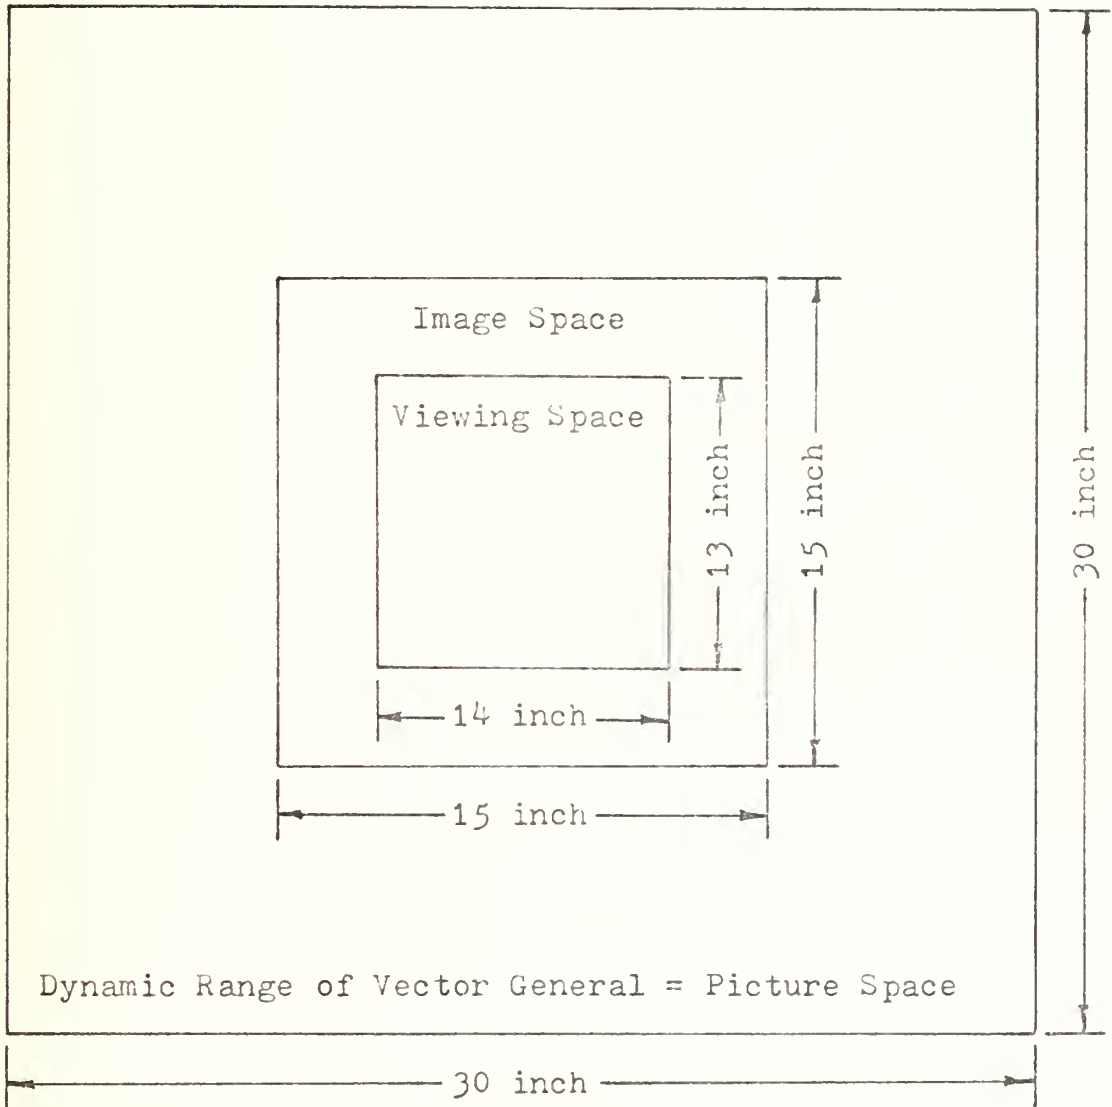 Image Space
Viewing Space
13 inch
15 inch
30 inch
14 inch
15 inch
Dynamic Range of Vector General = Picture Space
30 inch